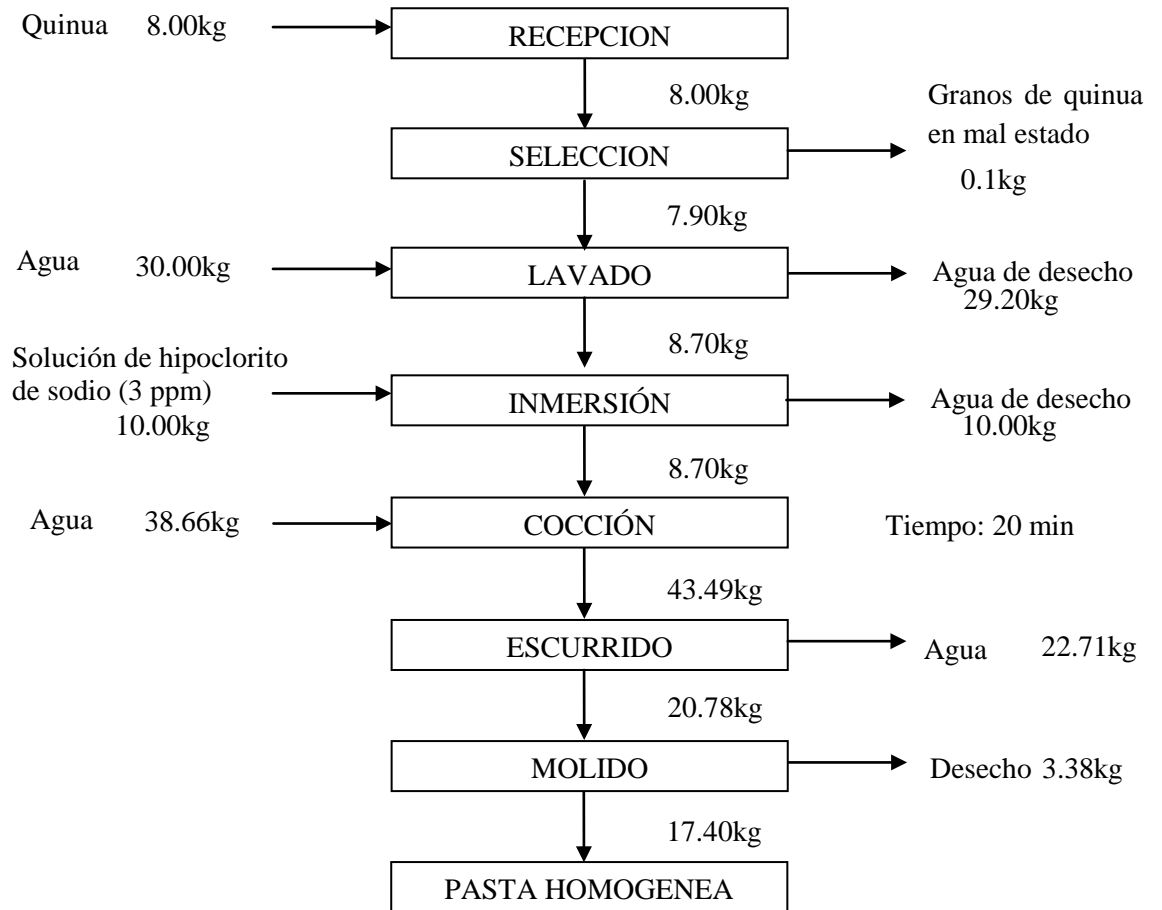 Quinua 8.00kg
RECEPCION
8.00kg
Granos de quinua
en mal estado
0.1kg
SELECCION
7.90kg
Agua 30.00kg
LAVADO
Agua de desecho
29.20kg
8.70kg
Solución de hipoclorito
de sodio (3 ppm)
10.00kg
INMERSIÓN
Agua de desecho
10.00kg
8.70kg
Agua 38.66kg
COCCIÓN
Tiempo: 20 min
43.49kg
ESCURRIDO
Agua 22.71kg
20.78kg
MOLIDO
Desecho 3.38kg
17.40kg
PASTA HOMOGENEA